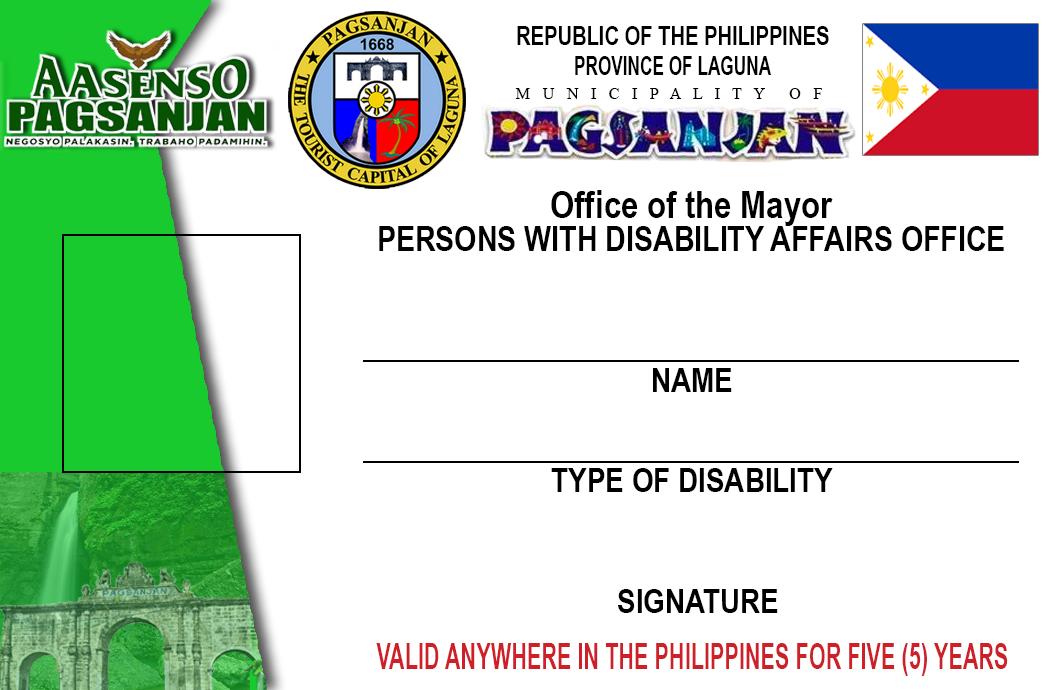 AASENSO
PAGSANJAN
NEGOSYO PALAKASIN. TRABAHO PADAMIHIN.
PAGSANJAN
1668
THE TOURIST CAPITAL OF LAGUNA
REPUBLIC OF THE PHILIPPINES
PROVINCE OF LAGUNA
MUNICIPALITY OF
PAGSANJAN
Office of the Mayor
PERSONS WITH DISABILITY AFFAIRS OFFICE
NAME
TYPE OF DISABILITY
SIGNATURE
PAGSANJAN
VALID ANYWHERE IN THE PHILIPPINES FOR FIVE (5) YEARS